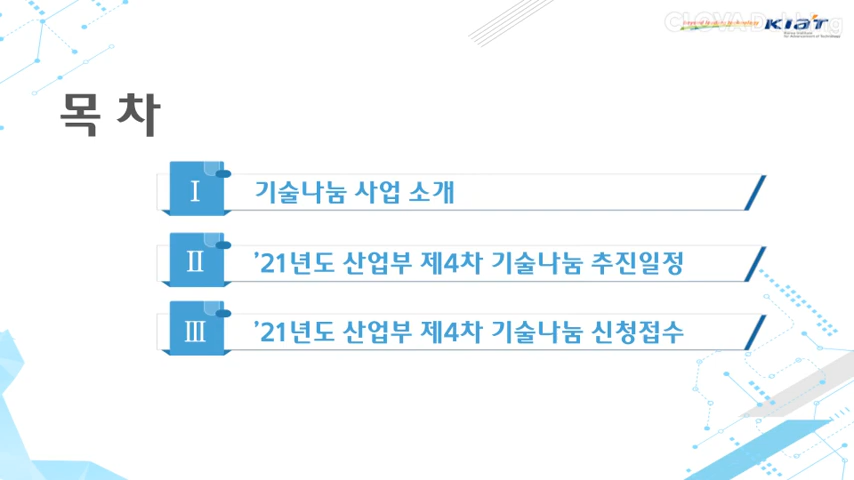 KIAT
목 차
Ⅰ
기술나눔 사업 소개
Ⅱ
’21년도 산업부 제4차 기술나눔 추진일정
Ⅲ
’21년도 산업부 제4차 기술나눔 신청접수